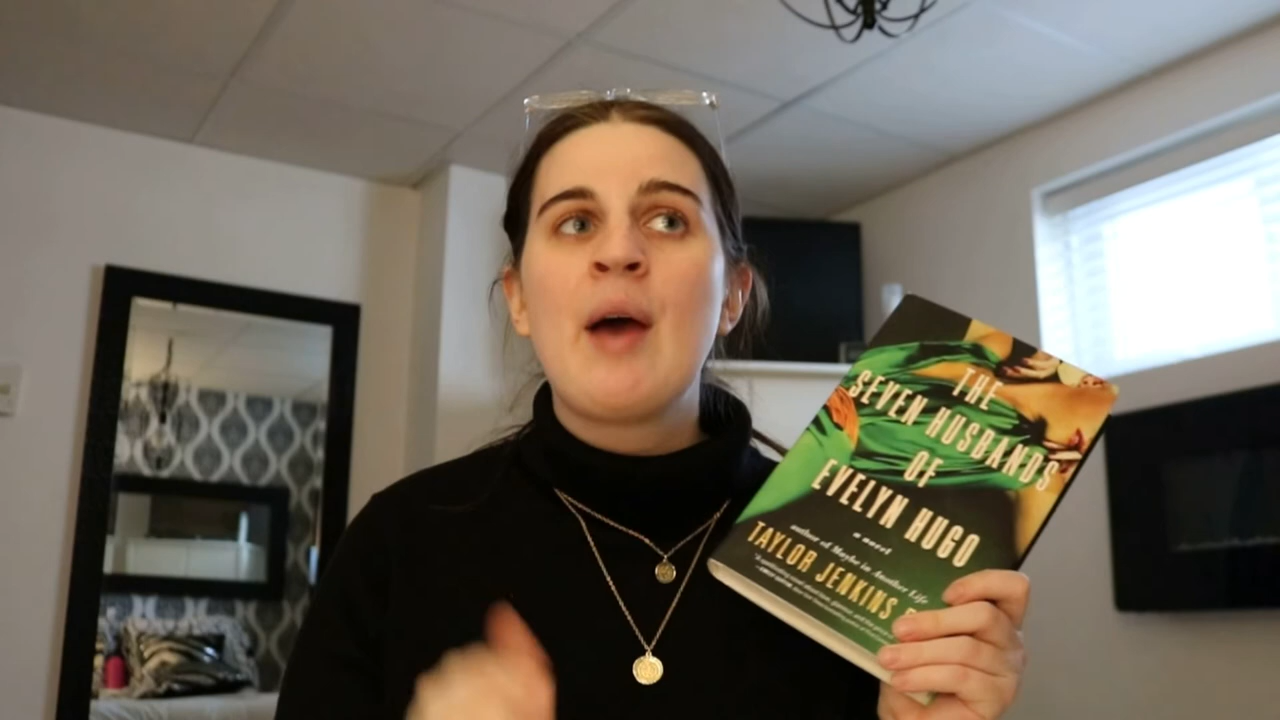 THE
SEVEN HUSBANDS
OF
EVELYN HUGO
a novel
author of Maybe in Another Life
TAYLOR JENKINS